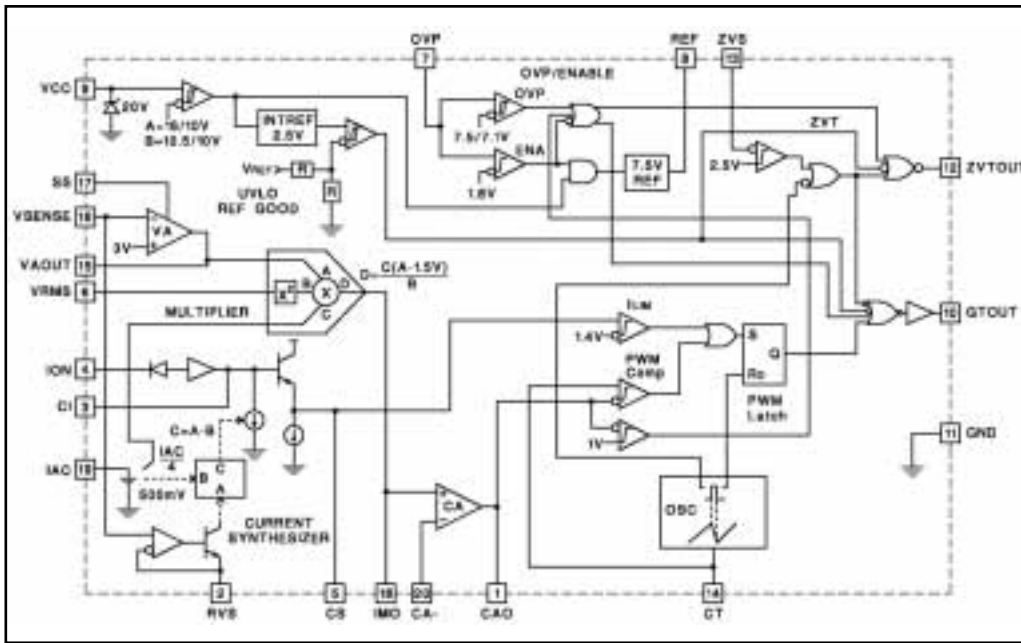 OVP
7
REF
9
ZVS
13
VCC
20V
A=16/10V
B=10.5/10V
INTREF
2.5V
OVP/ENABLE
OVP
7.5/7.1V
ENA
1.8V
7.5V
REF
2.5V
ZVT
12
ZVTOUT
VREF
R
R
UVLO
REF GOOD
SS
17
VSENSE
16
VA
3V
VAOUT
15
VRMS
6
X²
A
B
X
D
C
MULTIPLIER
D=
C(A-1.5V)
B
ION
4
CI
3
C=A-B
IAC
IAC
4
500mV
B
C
A
CURRENT
SYNTHESIZER
ILIM
1.4V
PWM
Comp
1V
S
Q
RD
PWM
Latch
10
GTOUT
11
GND
OSC
CA
2
RVS
5
CS
IMO
20
CA-
1
CAO
14
CT